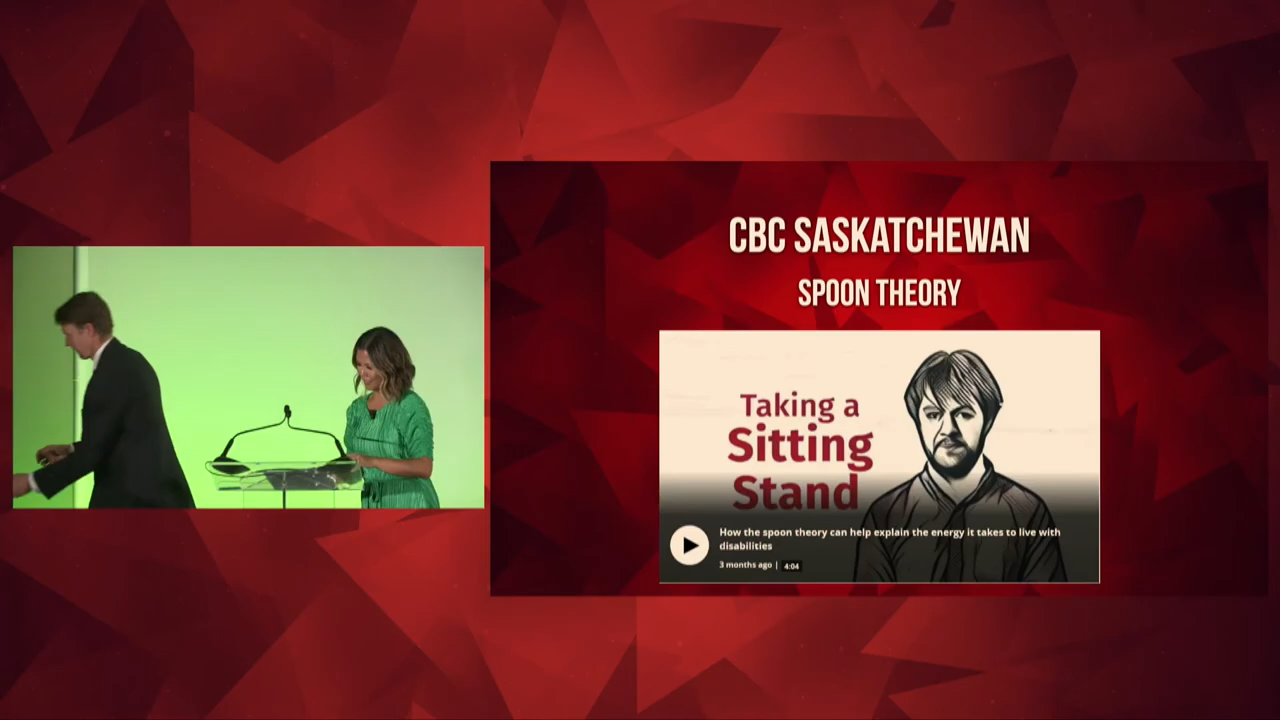 CBC SASKATCHEWAN
SPOON THEORY
Taking a
Sitting
Stand
How the spoon theory can help explain the energy it takes to live with
disabilities
3 months ago | 4:04